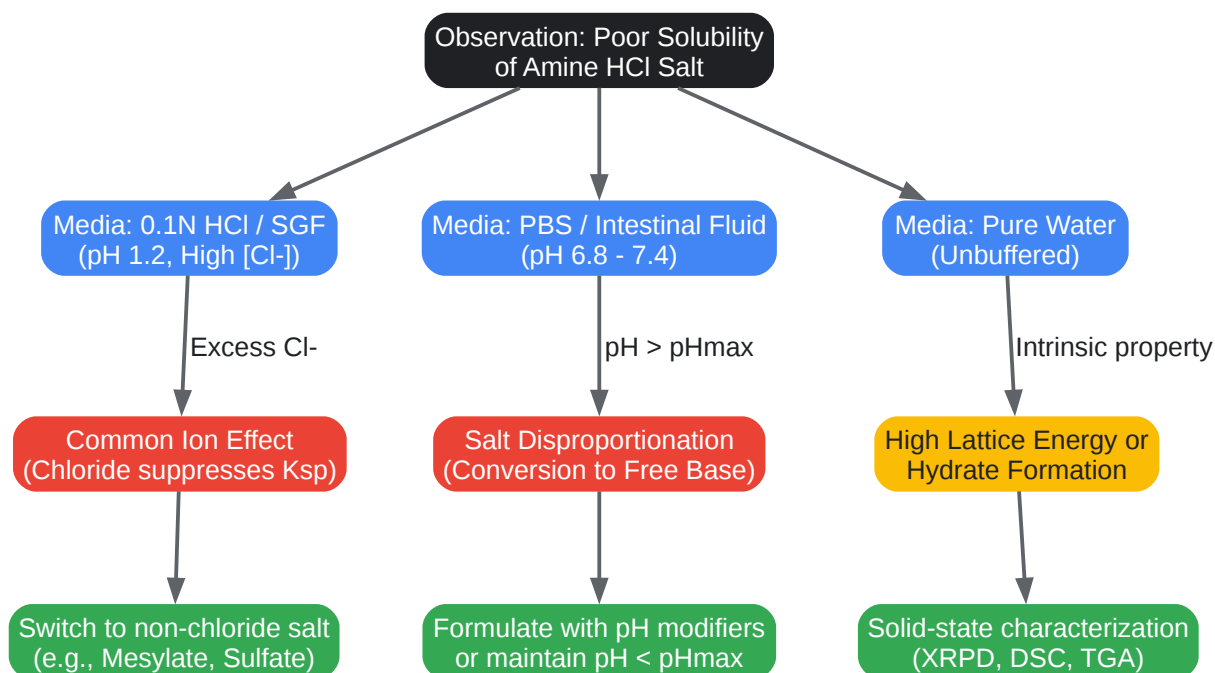 Observation: Poor Solubility
of Amine HCl Salt
Media: 0.1N HCl / SGF
(pH 1.2, High [Cl-])
Media: PBS / Intestinal Fluid
(pH 6.8 - 7.4)
Media: Pure Water
(Unbuffered)
Excess Cl-
pH > pHmax
Intrinsic property
Common Ion Effect
(Chloride suppresses Ksp)
Salt Disproportionation
(Conversion to Free Base)
High Lattice Energy or
Hydrate Formation
Switch to non-chloride salt
(e.g., Mesylate, Sulfate)
Formulate with pH modifiers
or maintain pH < pHmax
Solid-state characterization
(XRPD, DSC, TGA)